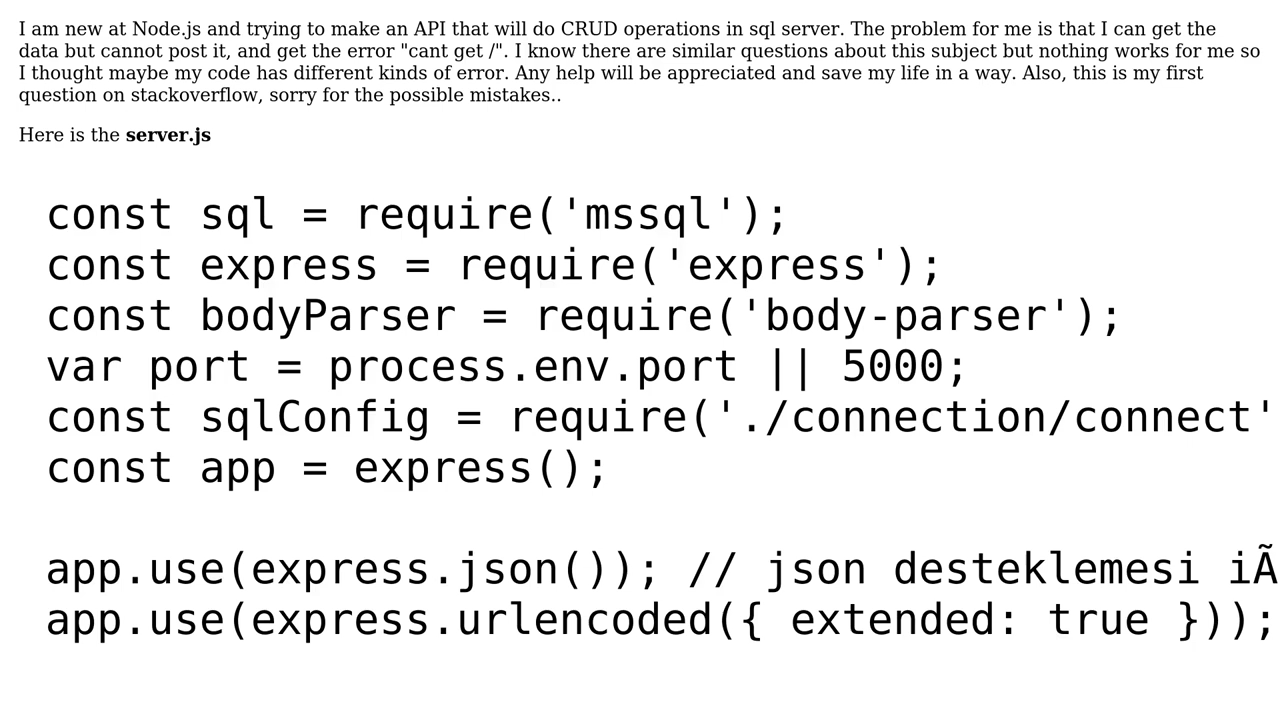 I am new at Node.js and trying to make an API that will do CRUD operations in sql server. The problem for me is that I can get the
data but cannot post it, and get the error "cant get /". I know there are similar questions about this subject but nothing works for me so
I thought maybe my code has different kinds of error. Any help will be appreciated and save my life in a way. Also, this is my first
question on stackoverflow, sorry for the possible mistakes..
Here is the server.js
const sql = require('mssql');
const express = require('express');
const bodyParser = require('body-parser');
var port = process.env.port || 5000;
const sqlConfig = require('./connection/connect'
const app = express();
app.use(express.json()); // json desteklemesi iÃ
app.use(express.urlencoded({ extended: true }));